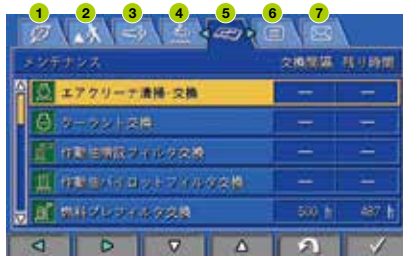 1 2 3 4 5 6 7
メンテナンス 交換間隔 残り時間
エアクリーナ清掃・交換 — —
クーラント交換 — —
作動油増設フィルタ交換 — —
作動油パイロットフィルタ交換 — —
燃料プレフィルタ交換 500 h 487 h